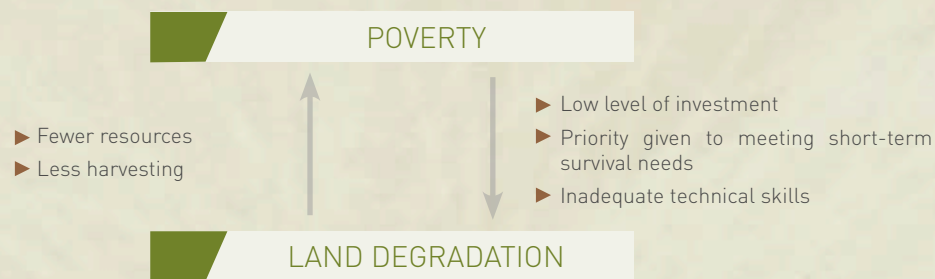 POVERTY
Fewer resources
Less harvesting
Low level of investment
Priority given to meeting short-term
survival needs
Inadequate technical skills
LAND DEGRADATION